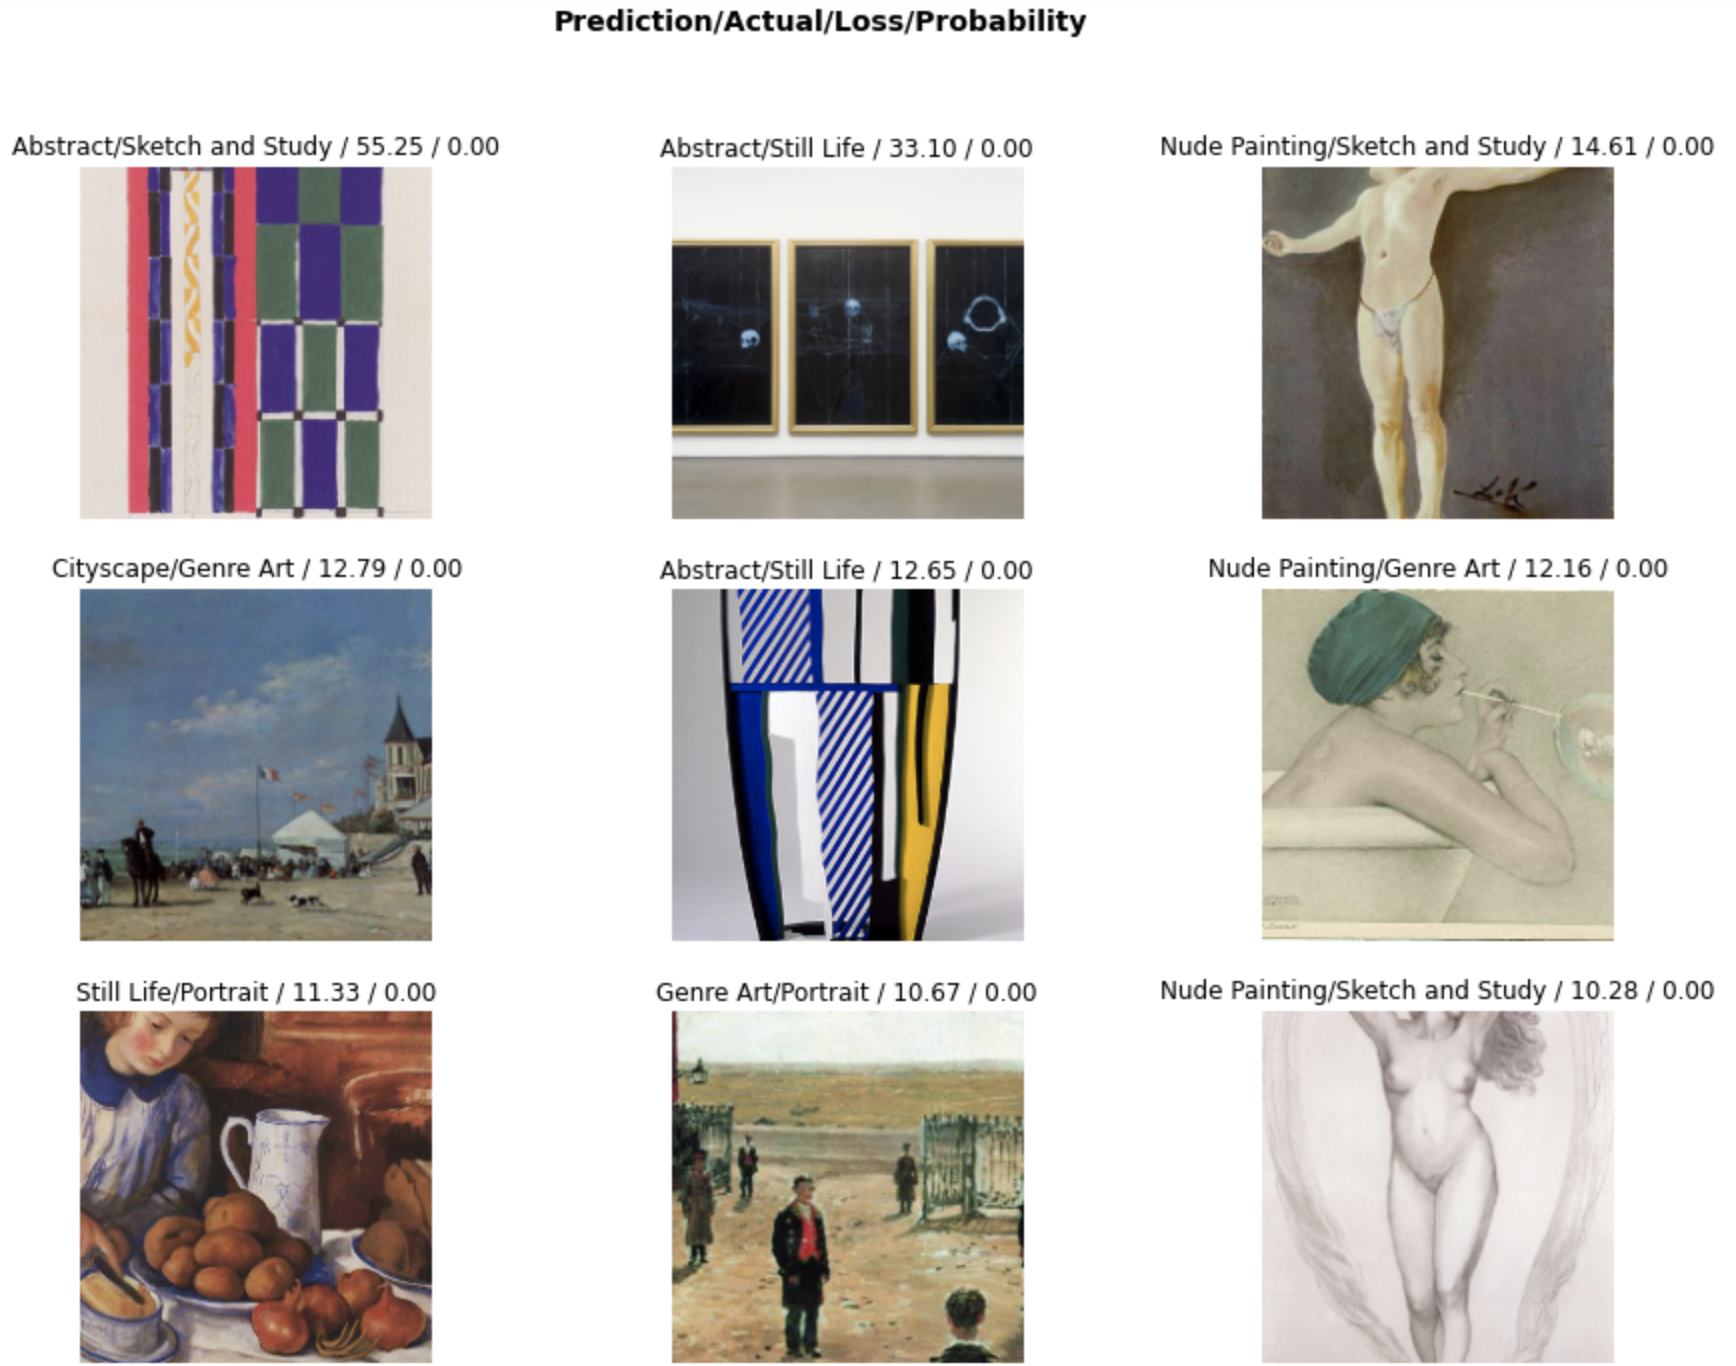 Prediction/Actual/Loss/Probability
Abstract/Sketch and Study / 55.25 / 0.00
Abstract/Still Life / 33.10 / 0.00
Nude Painting/Sketch and Study / 14.61 / 0.00
Cityscape/Genre Art / 12.79 / 0.00
Abstract/Still Life / 12.65 / 0.00
Nude Painting/Genre Art / 12.16 / 0.00
Still Life/Portrait / 11.33 / 0.00
Genre Art/Portrait / 10.67 / 0.00
Nude Painting/Sketch and Study / 10.28 / 0.00